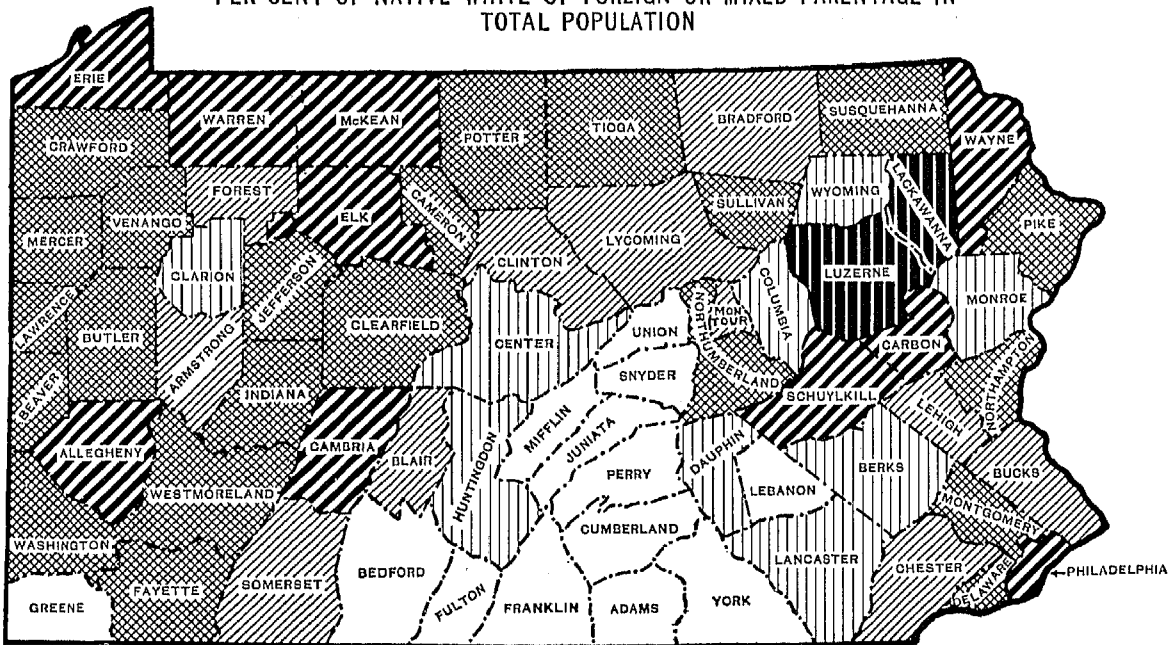 PER CENT OF NATIVE WHITE OF FOREIGN OR MIXED PARENTAGE IN
TOTAL POPULATION
ERIE
WARREN
McKEAN
POTTER
TIOGA
BRADFORD
SUSQUEHANNA
WAYNE
CRAWFORD
FOREST
ELK
CAMERON
SULLIVAN
WYOMING
LACKAWANNA
PIKE
MERCER
VENANGO
CLARION
JEFFERSON
CLINTON
LYCOMING
COLUMBIA
LUZERNE
MONROE
LAWRENCE
BUTLER
ARMSTRONG
CLEARFIELD
CENTER
UNION
MONTOUR
NORTHUMBERLAND
CARBON
NORTHAMPTON
BEAVER
INDIANA
SNYDER
SCHUYLKILL
LEHIGH
ALLEGHENY
CAMBRIA
BLAIR
HUNTINGDON
MIFFLIN
JUNIATA
PERRY
DAUPHIN
LEBANON
BERKS
BUCKS
WESTMORELAND
CUMBERLAND
MONTGOMERY
WASHINGTON
FAYETTE
SOMERSET
BEDFORD
FULTON
FRANKLIN
ADAMS
YORK
LANCASTER
CHESTER
DELAWARE
PHILADELPHIA
GREENE